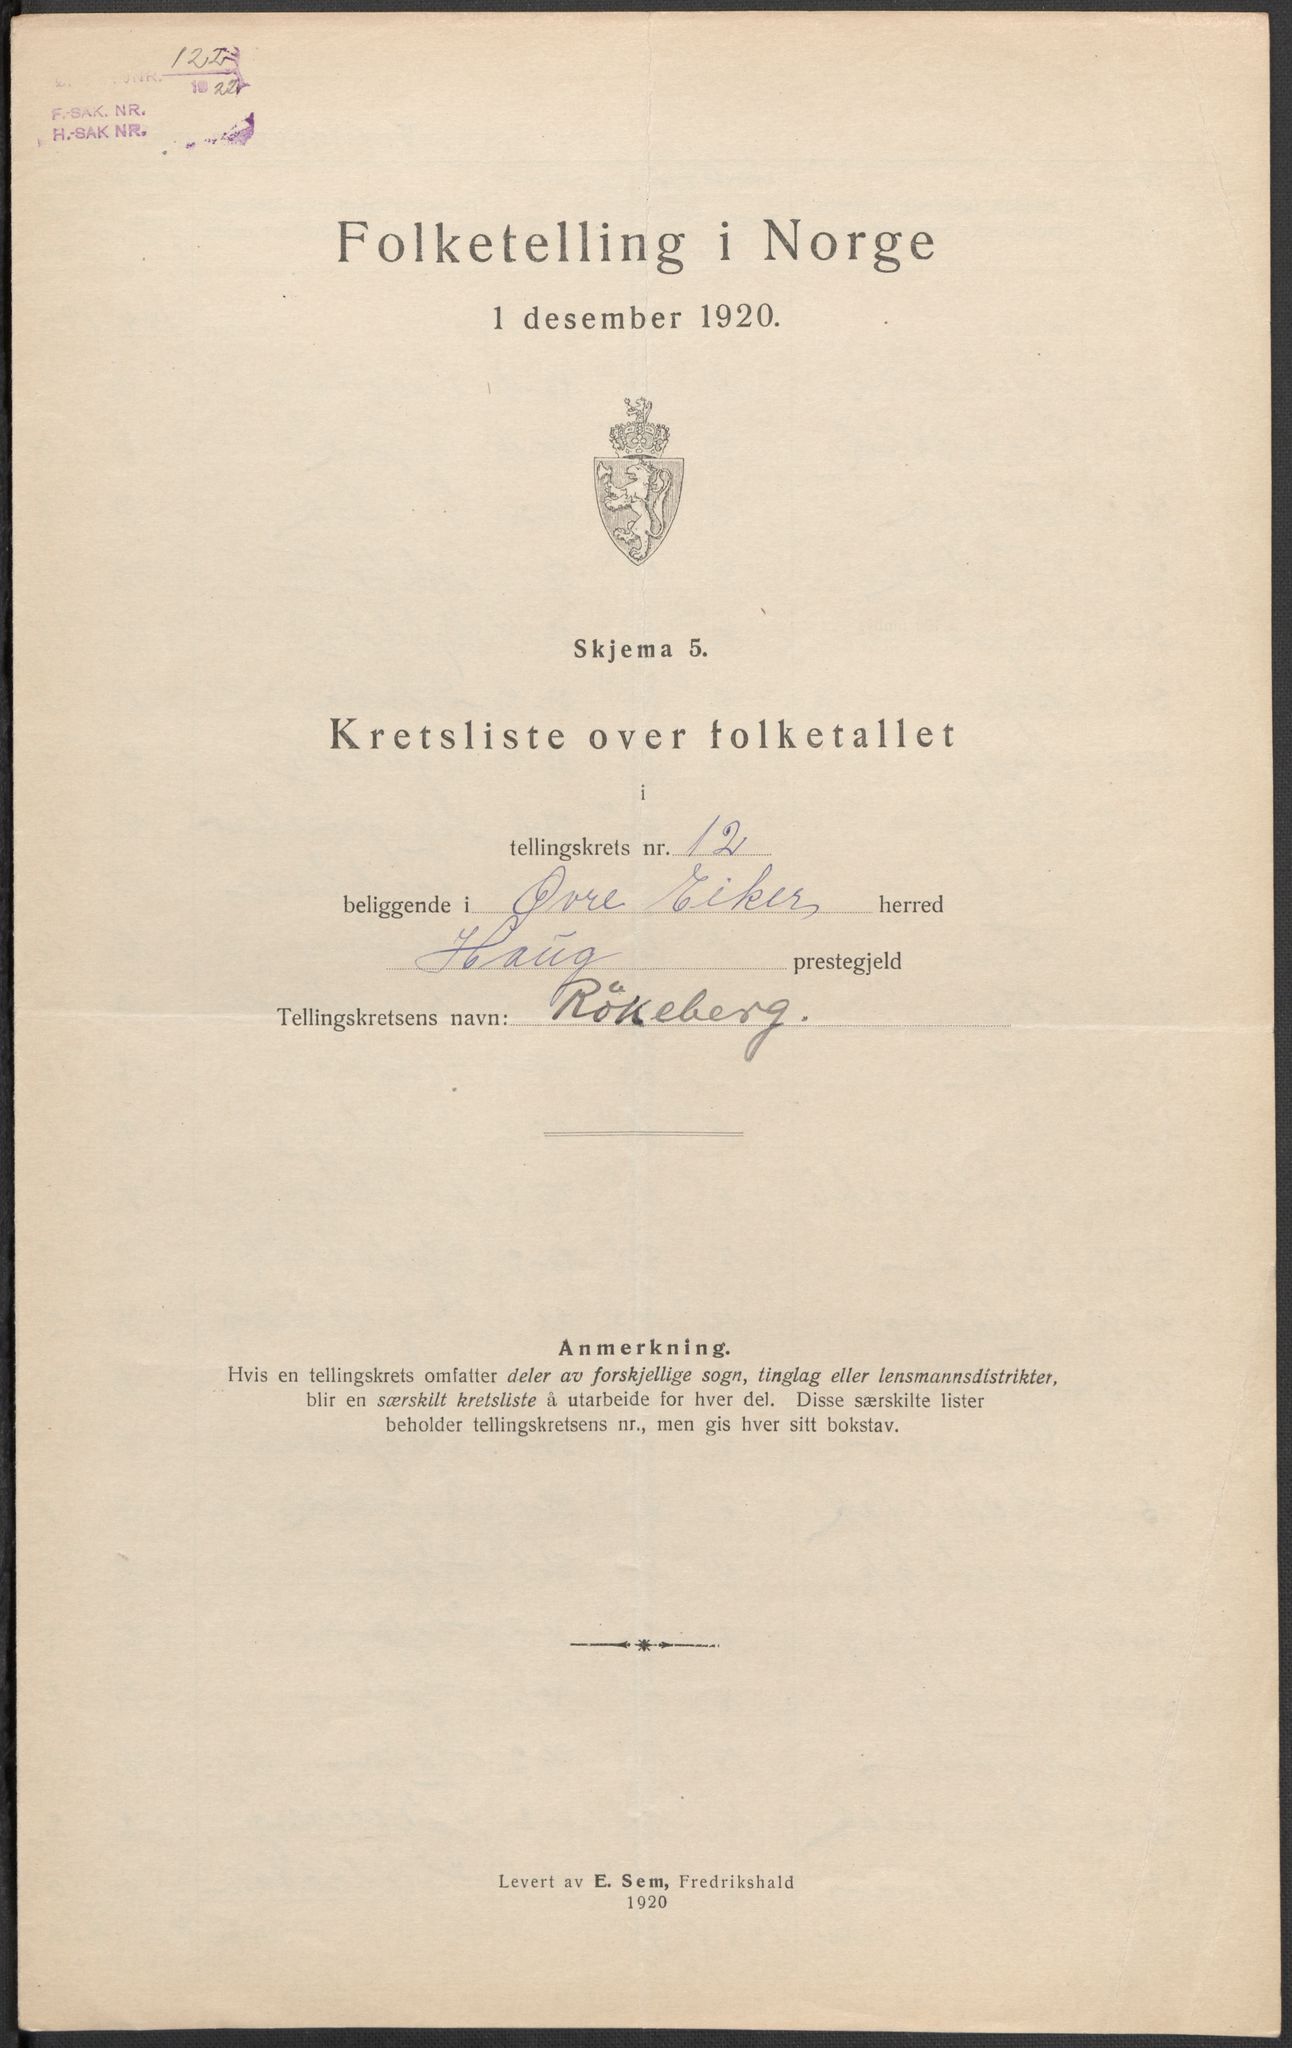 12
22
F.-SAK. NR.
H.-SAK NR.
Folketelling i Norge
1 desember 1920.
Skjema 5.
Kretsliste over folketallet
i
tellingskrets nr. 12
beliggende i Øvre Eiker herred
Haug prestegjeld
Tellingskretsens navn: Rökeberg.
Anmerkning.
Hvis en tellingskrets omfatter deler av forskjellige sogn, tinglag eller lensmannsdistrikter,
blir en særskilt kretsliste å utarbeide for hver del. Disse særskilte lister
beholder tellingskretsens nr., men gis hver sitt bokstav.
Levert av E. Sem, Fredrikshald
1920